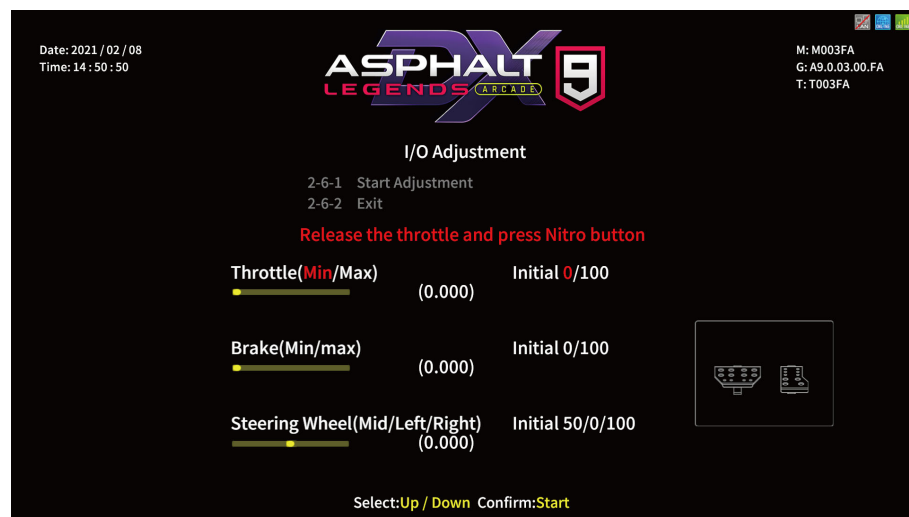 Date: 2021 / 02 / 08
Time: 14 : 50 : 50
M: M003FA
G: A9.0.03.00.FA
T: T003FA
DX
ASPHALT 9
LEGENDS ARCADE
I/O Adjustment
2-6-1 Start Adjustment
2-6-2 Exit
Release the throttle and press Nitro button
Throttle(Min/Max) Initial 0/100
(0.000)
Brake(Min/max) Initial 0/100
(0.000)
Steering Wheel(Mid/Left/Right) Initial 50/0/100
(0.000)
Select:Up / Down Confirm:Start